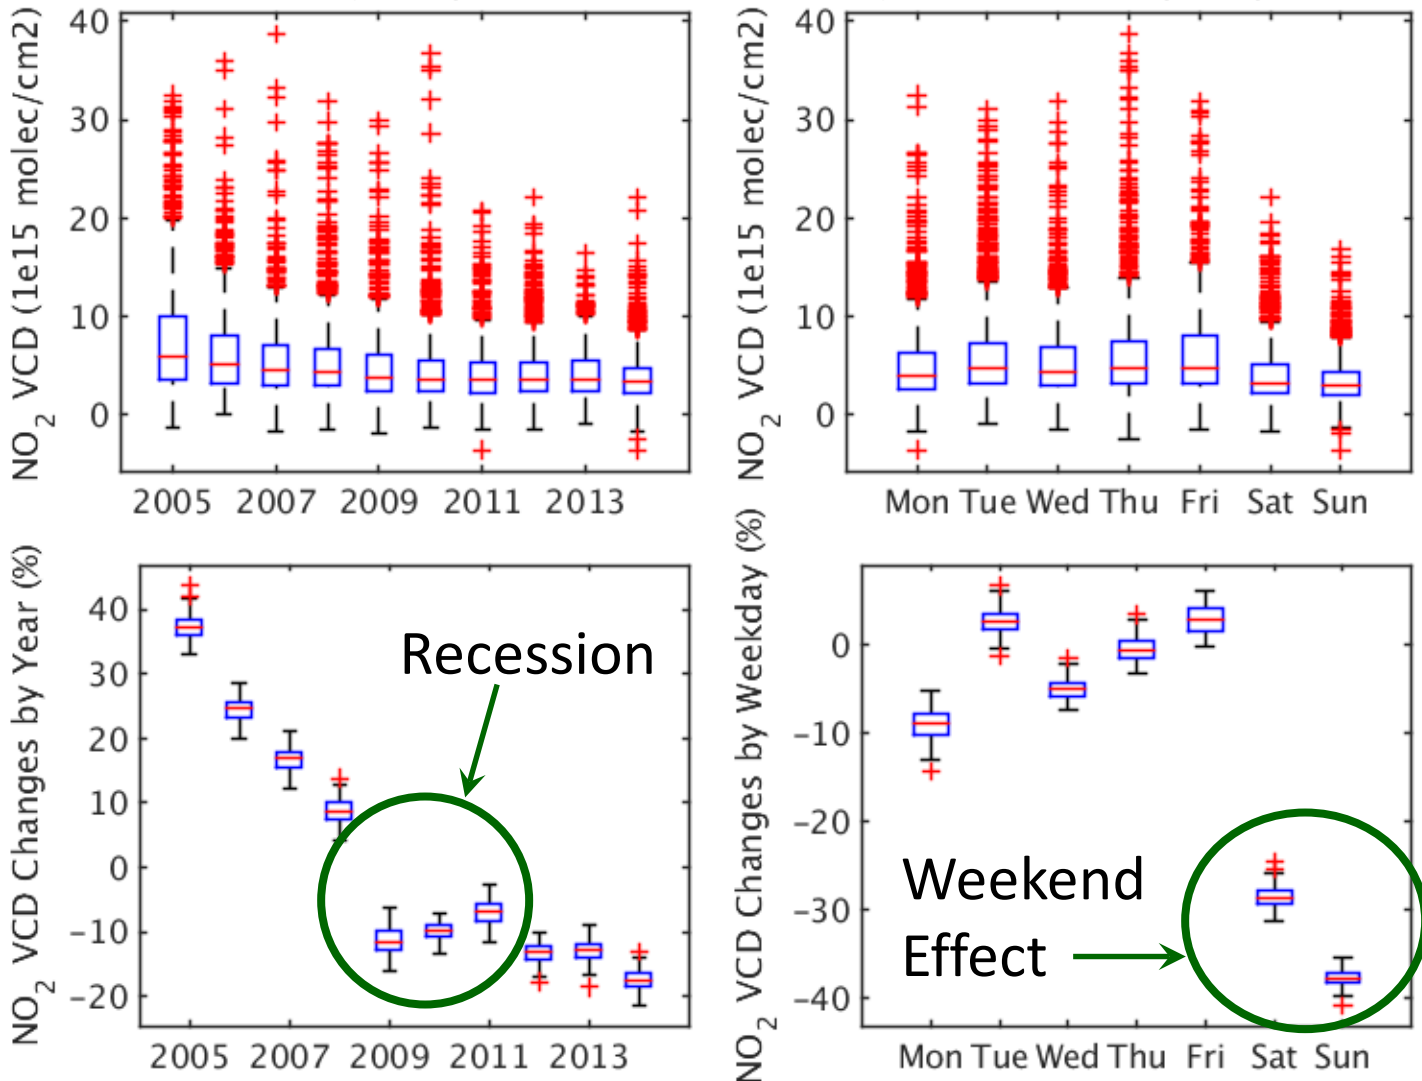 NO2 VCD (1e15 molec/cm2)
40
30
20
10
0
2005 2007 2009 2011 2013
NO2 VCD (1e15 molec/cm2)
40
30
20
10
0
Mon Tue Wed Thu Fri Sat Sun
NO2 VCD Changes by Year (%)
40
30
20
10
0
−10
−20
Recession
2005 2007 2009 2011 2013
NO2 VCD Changes by Weekday (%)
0
−10
−20
−30
−40
Weekend
Effect
Mon Tue Wed Thu Fri Sat Sun